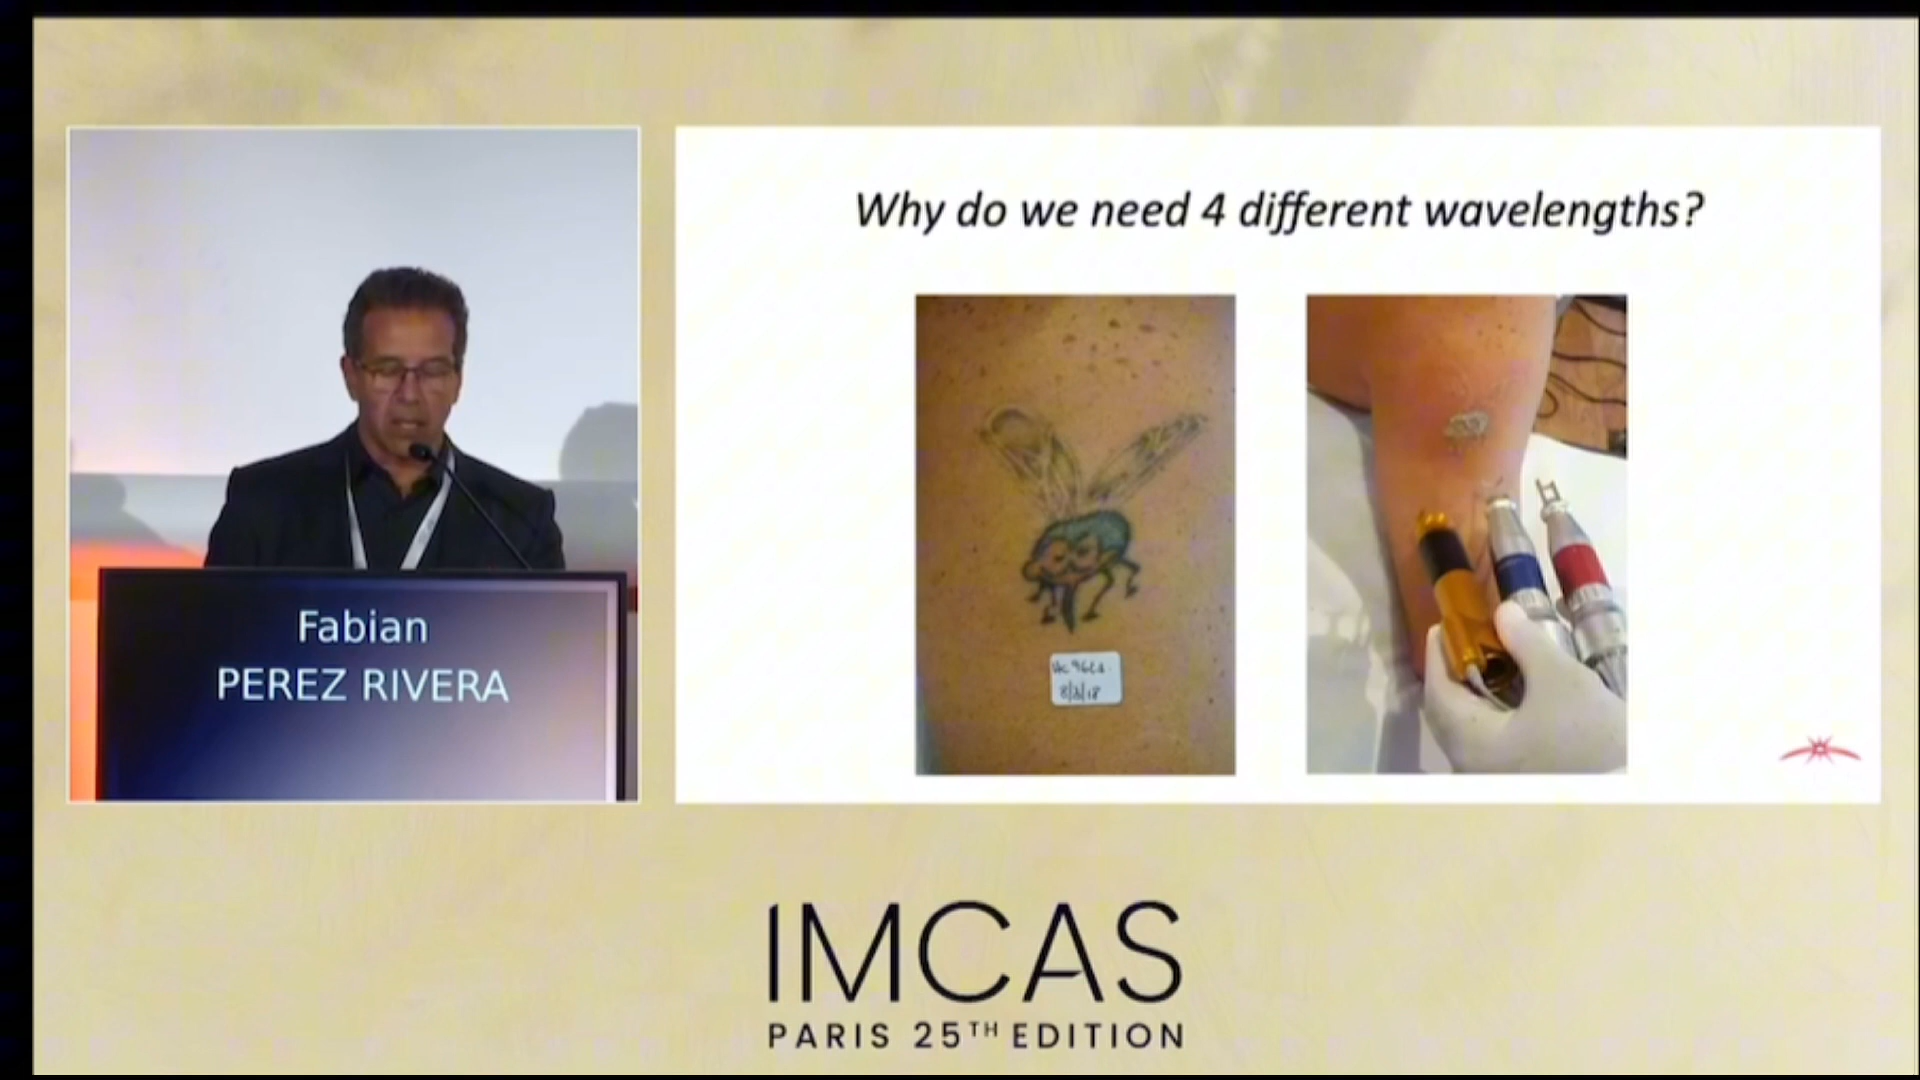 Why do we need 4 different wavelengths?
Fabian
PEREZ RIVERA
IMCAS
PARIS 25TH EDITION